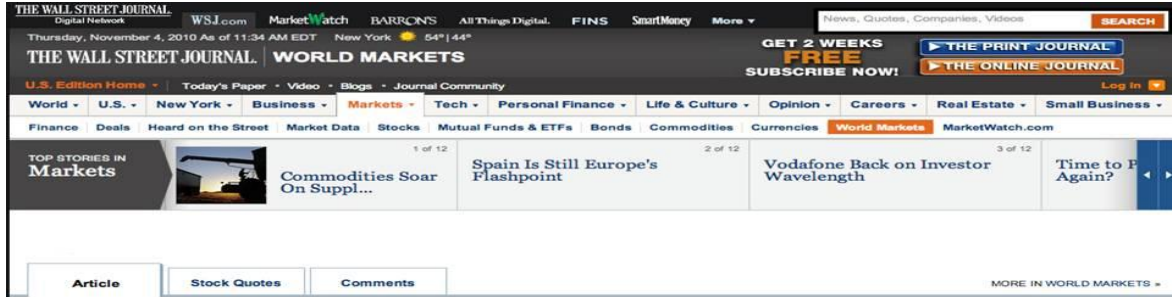 THE WALL STREET JOURNAL.
Digital Network
WSJ.com MarketWatch BARRON'S All Things Digital. FINS SmartMoney More
News, Quotes, Companies, Videos SEARCH
Thursday, November 4, 2010 As of 11:34 AM EDT New York 54° | 44°
THE WALL STREET JOURNAL. WORLD MARKETS
GET 2 WEEKS
FREE
SUBSCRIBE NOW!
THE PRINT JOURNAL
THE ONLINE JOURNAL
U.S. Edition Home Today's Paper • Video • Blogs • Journal Community Log In
World U.S. New York Business Markets Tech Personal Finance Life & Culture Opinion Careers Real Estate Small Business
Finance Deals Heard on the Street Market Data Stocks Mutual Funds & ETFs Bonds Commodities Currencies World Markets MarketWatch.com
TOP STORIES IN
Markets
1 of 12
Commodities Soar
On Suppl...
2 of 12
Spain Is Still Europe's
Flashpoint
3 of 12
Vodafone Back on Investor
Wavelength
Time to P
Again?
Article Stock Quotes Comments MORE IN WORLD MARKETS »